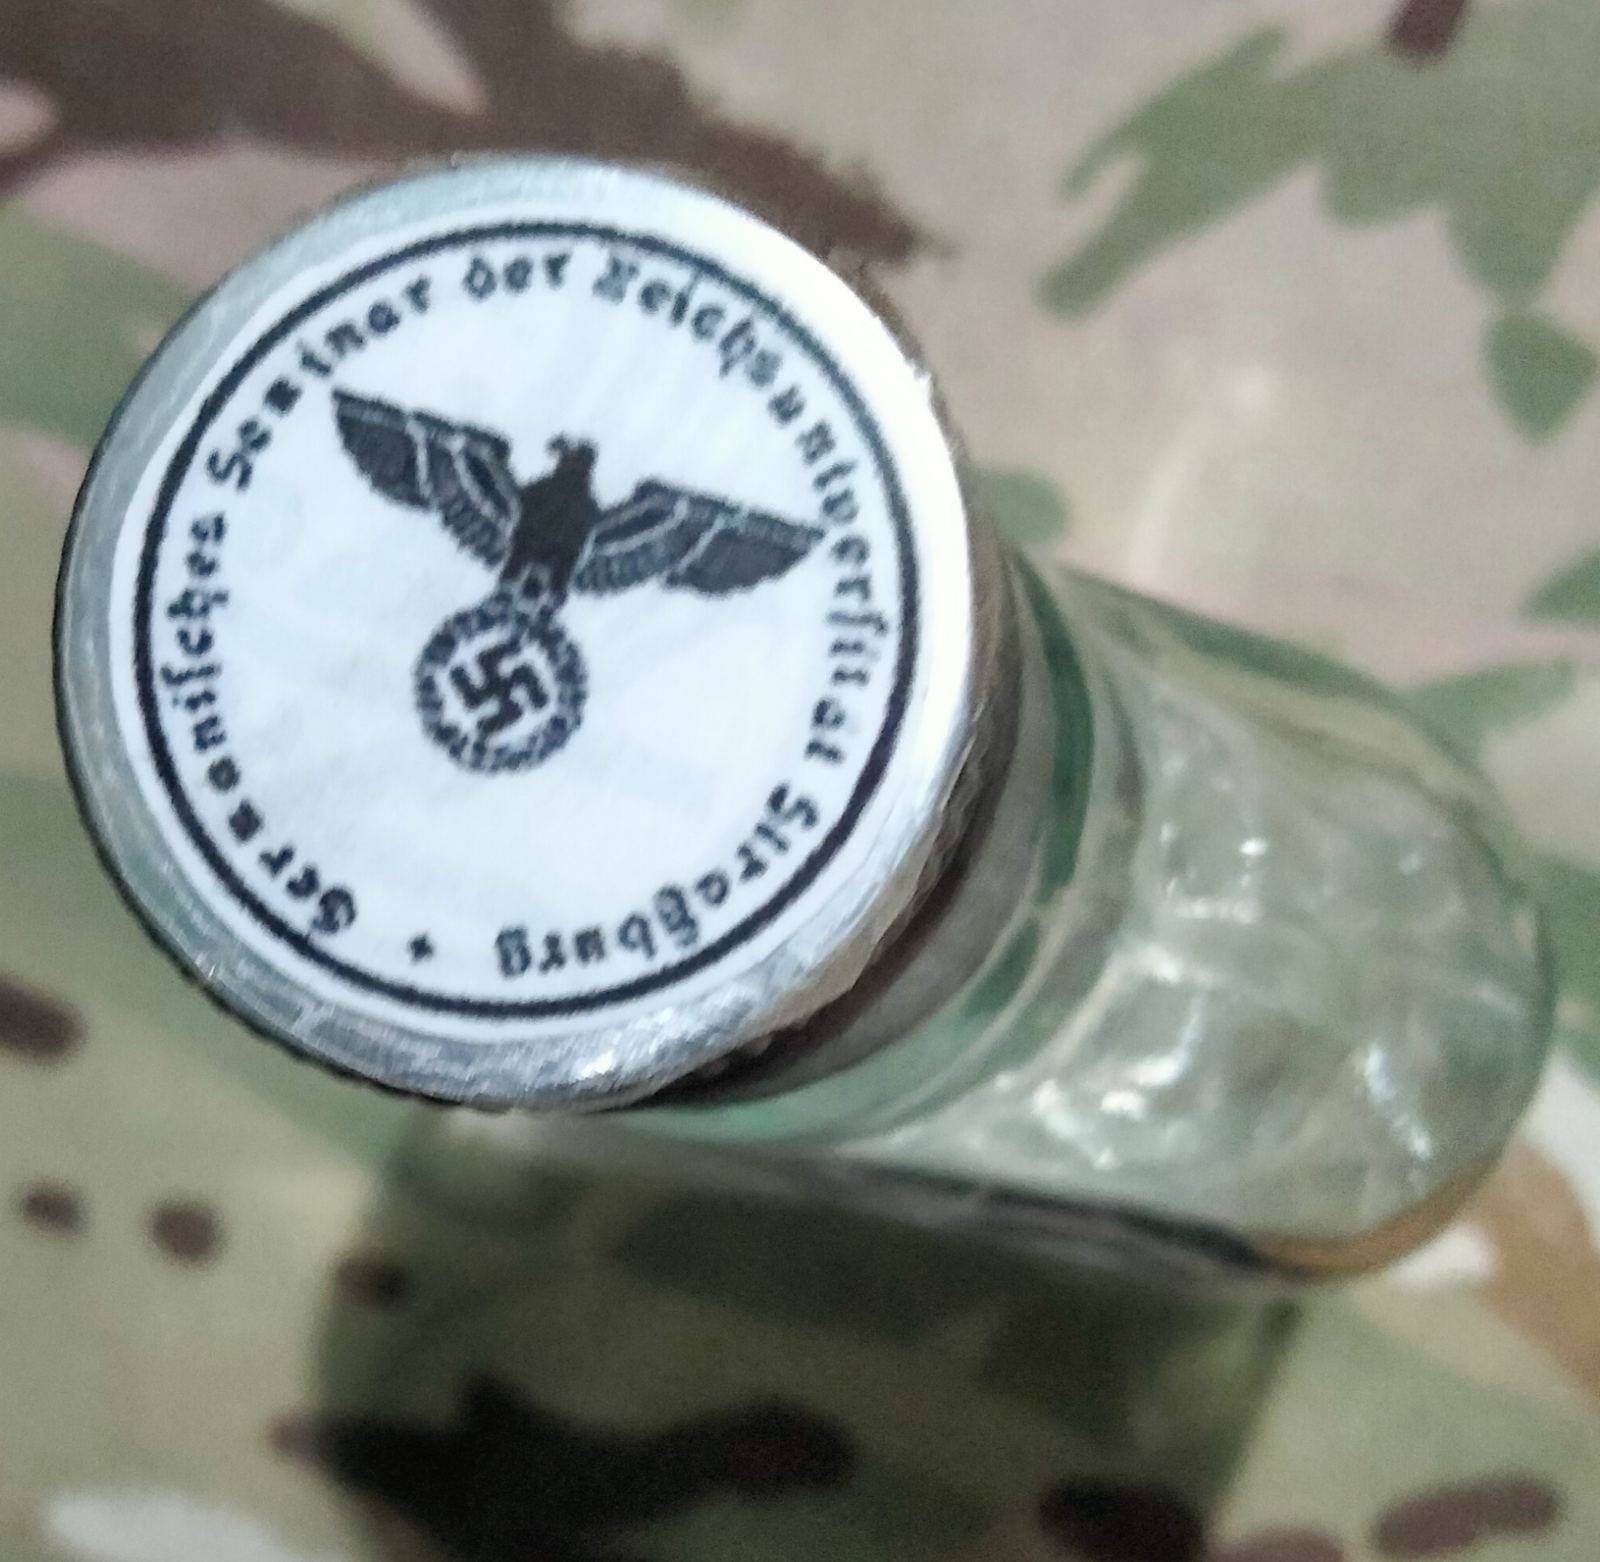 Germanisches Seminar der Reichsuniversität Straßburg